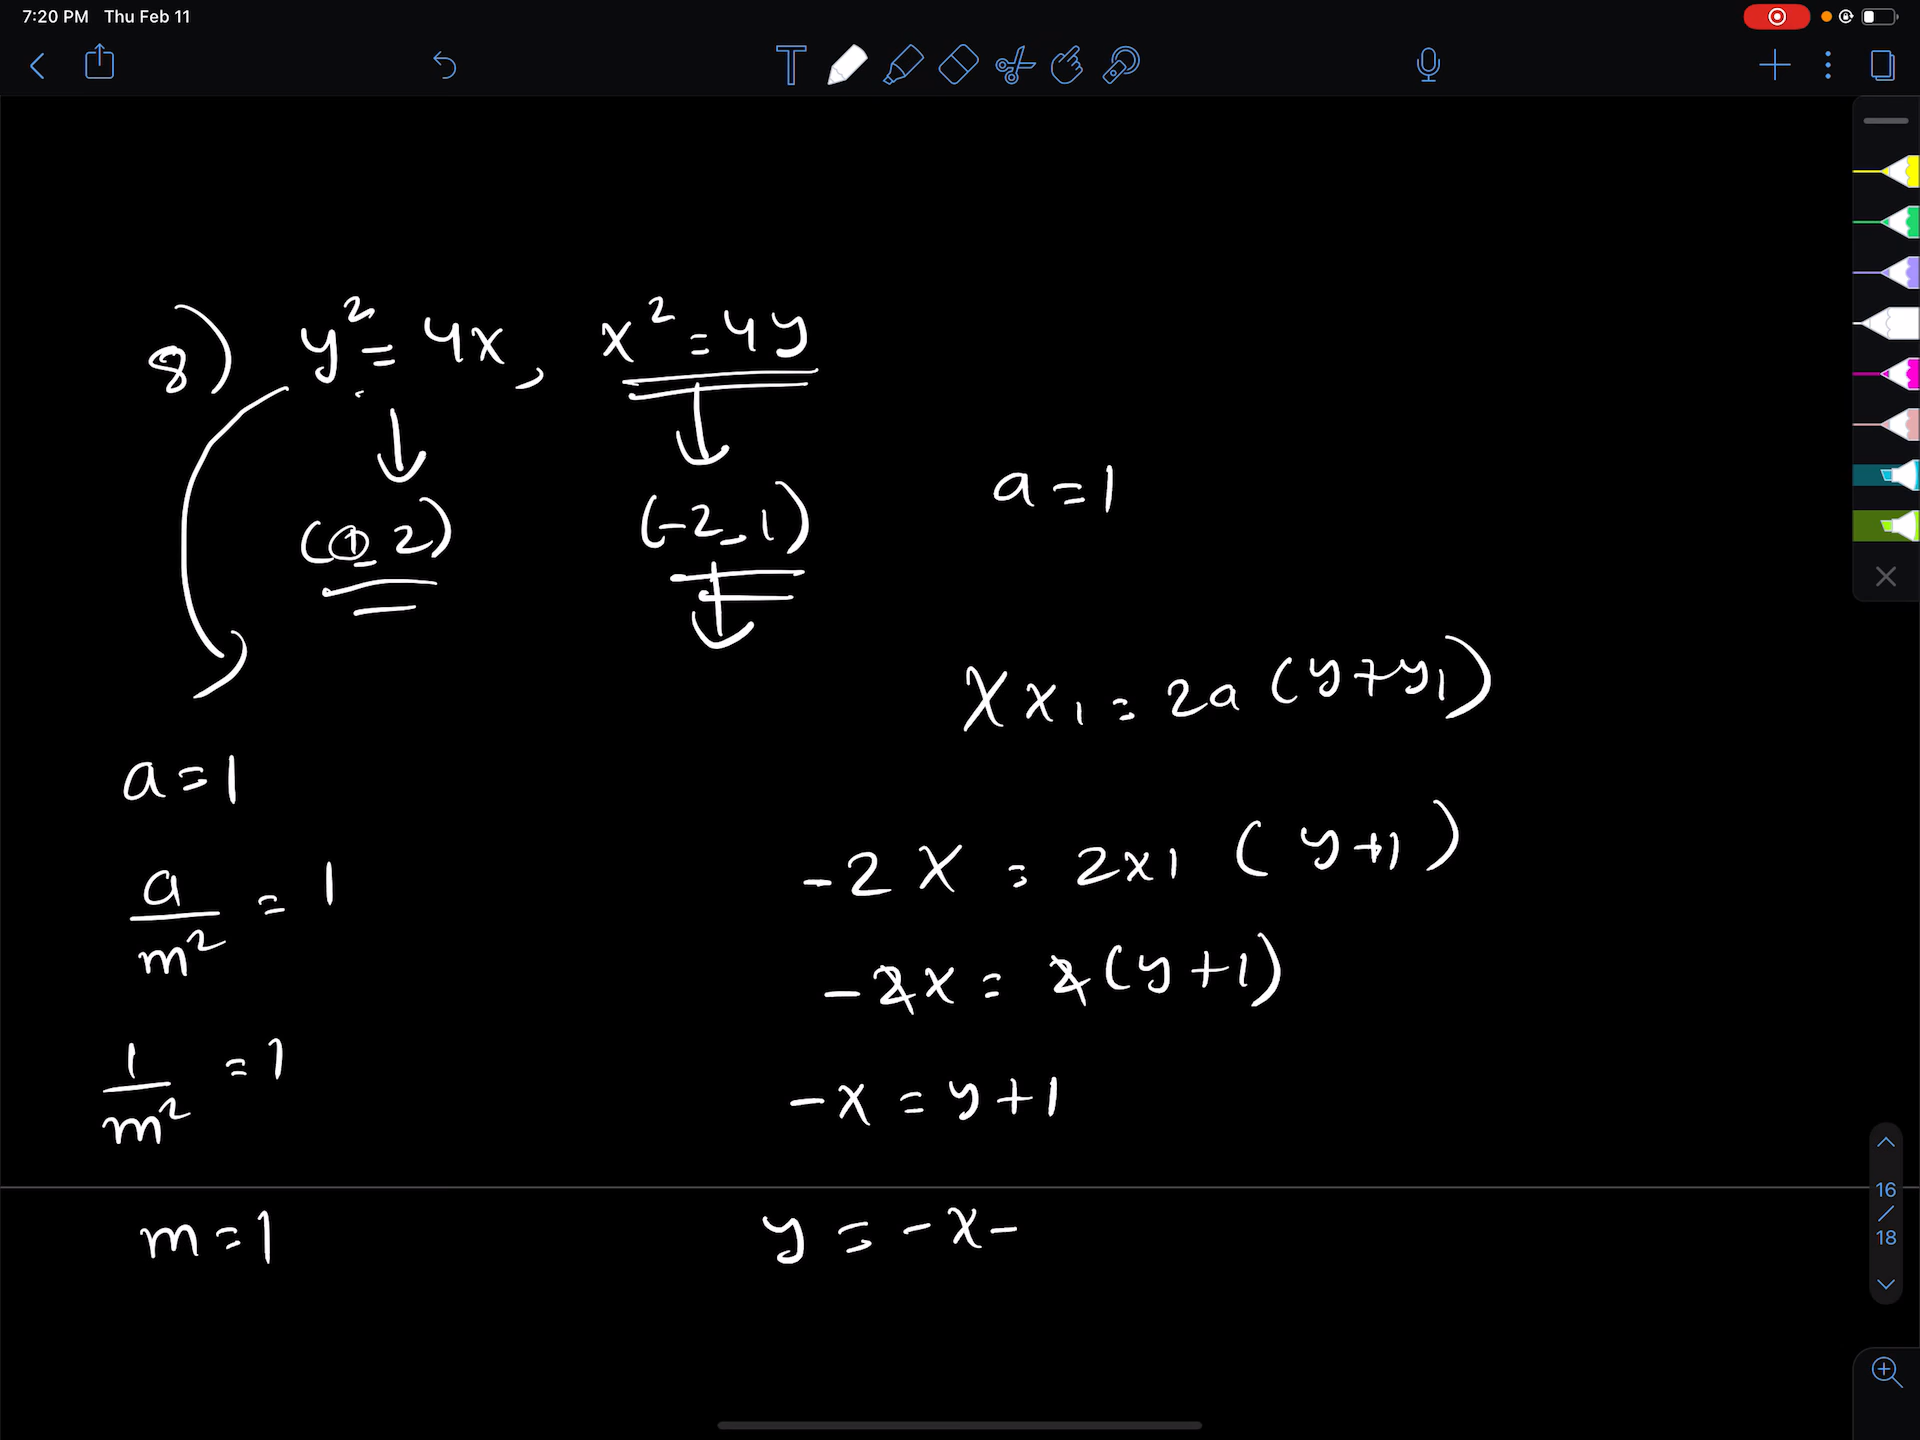 7:20 PM Thu Feb 11
8) y² = 4x, x² = 4y
(1, 2)
(-2, 1)
a = 1
a = 1
a/m² = 1
1/m² = 1
m = 1
x x₁ = 2a (y + y₁)
-2x = 2x1 (y+1)
-2x = 2(y+1)
-x = y+1
y = -x-
16
/
18